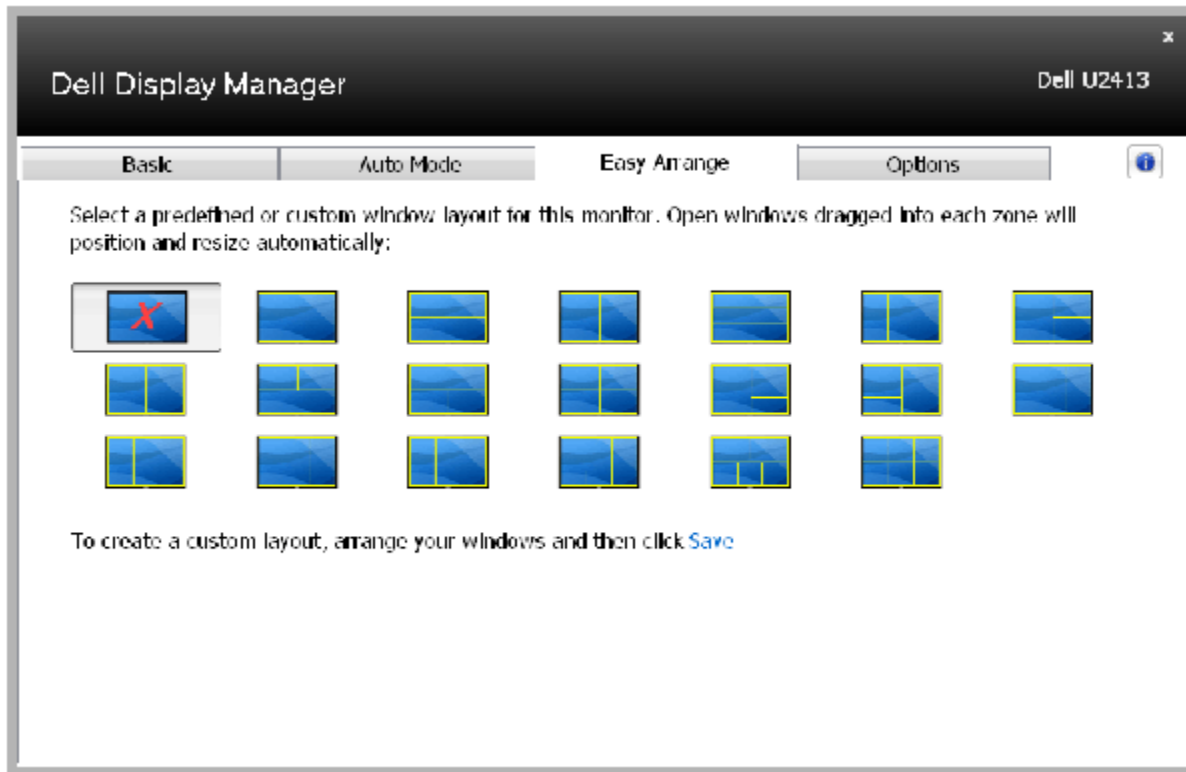 x
Dell Display Manager
Dell U2413
Basic
Auto Mode
Easy Arrange
Options
Select a predefined or custom window layout for this monitor. Open windows dragged into each zone will
position and resize automatically:
X
To create a custom layout, arrange your windows and then click Save